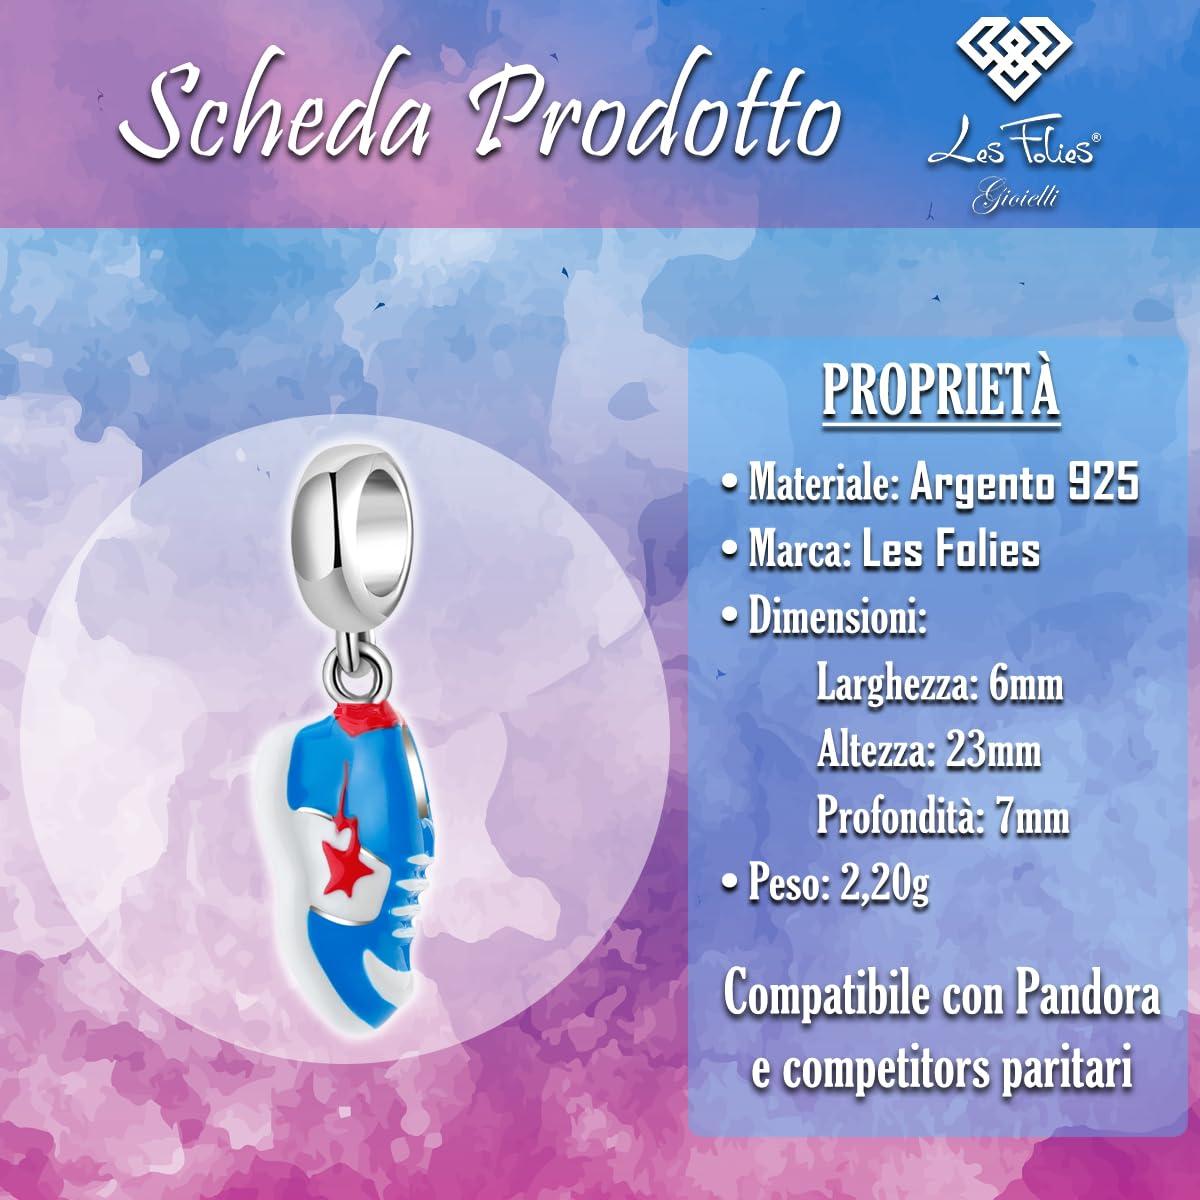 Scheda Prodotto
Les Folies®
Gioielli
PROPRIETÀ
• Materiale: Argento 925
• Marca: Les Folies
• Dimensioni:
Larghezza: 6mm
Altezza: 23mm
Profondità: 7mm
• Peso: 2,20g
Compatibile con Pandora
e competitors paritari